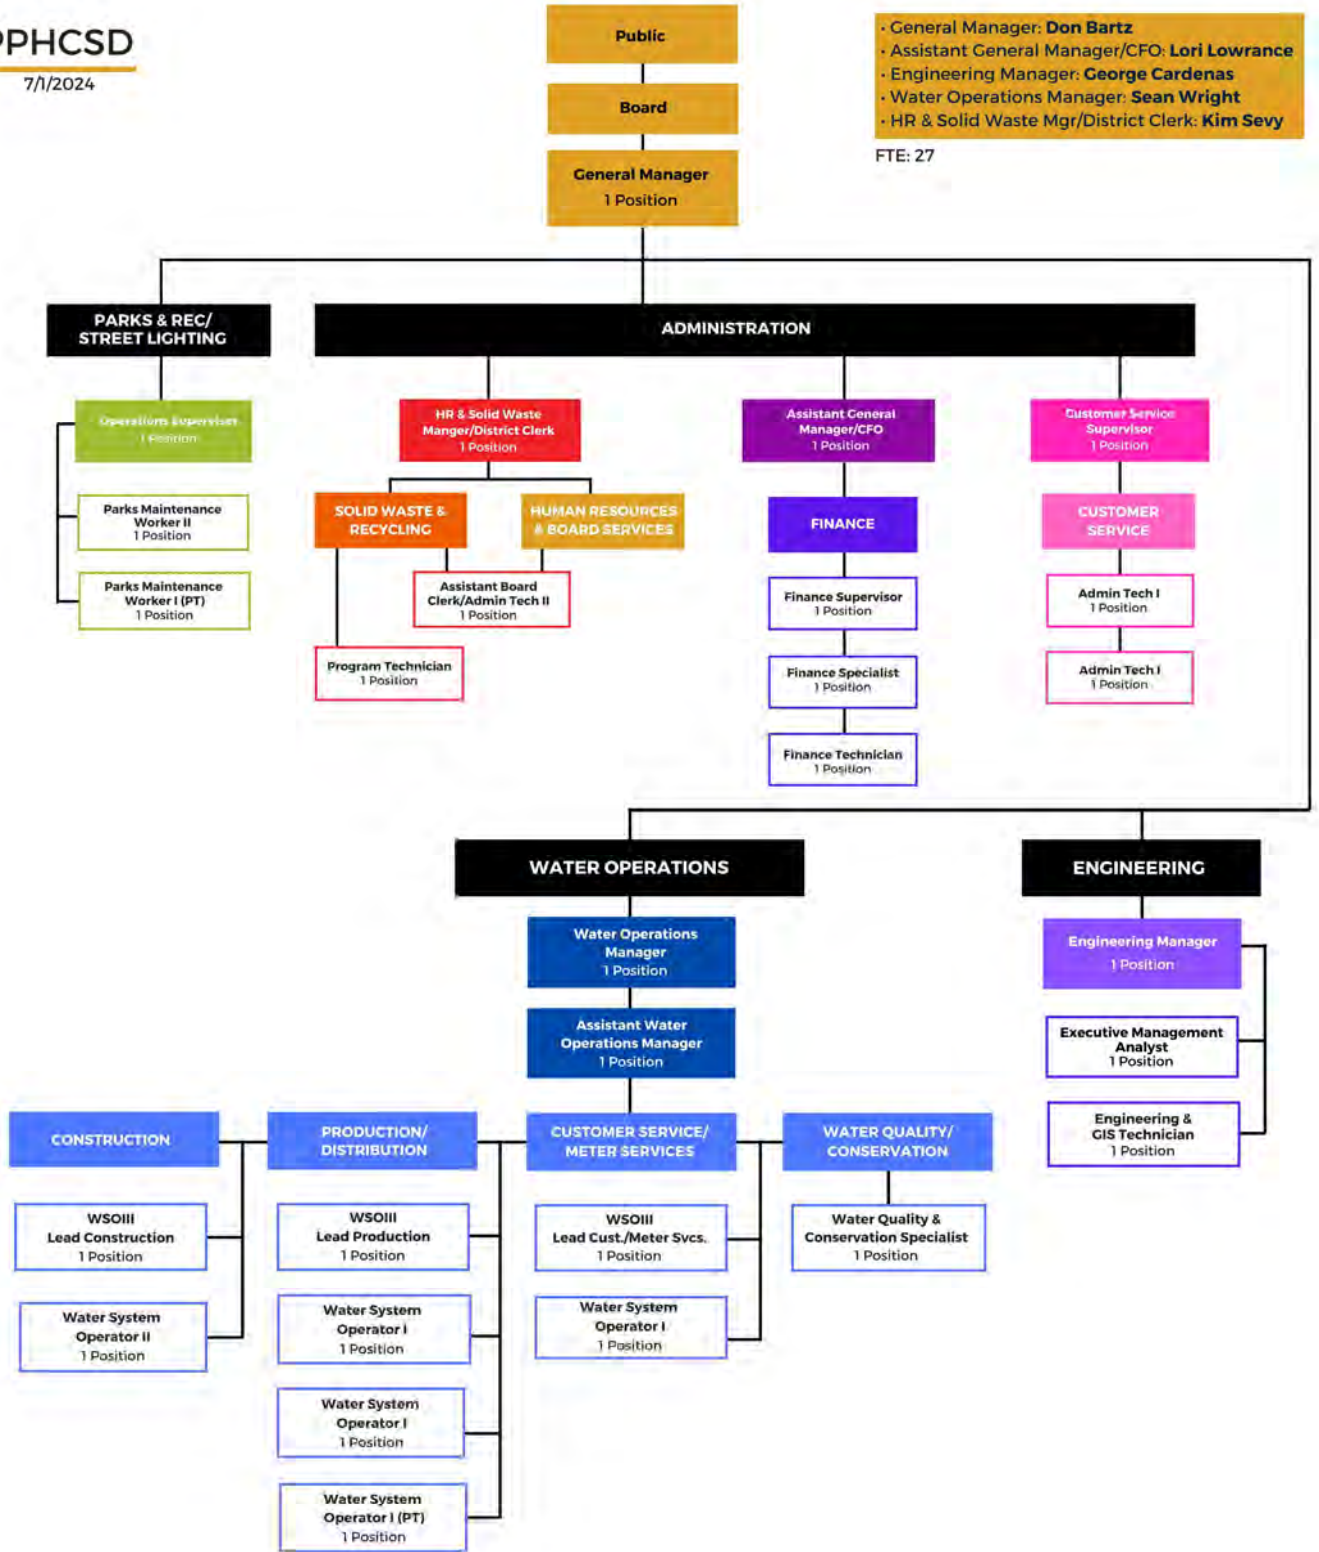 PPHCSD
7/1/2024
Public
Board
General Manager
1 Position
· General Manager: Don Bartz
· Assistant General Manager/CFO: Lori Lowrance
· Engineering Manager: George Cardenas
· Water Operations Manager: Sean Wright
· HR & Solid Waste Mgr/District Clerk: Kim Sevy
FTE: 27
PARKS & REC/
STREET LIGHTING
Operations Supervisor
1 Position
Parks Maintenance
Worker II
1 Position
Parks Maintenance
Worker I (PT)
1 Position
ADMINISTRATION
HR & Solid Waste
Manger/District Clerk
1 Position
SOLID WASTE &
RECYCLING
HUMAN RESOURCES
& BOARD SERVICES
Assistant Board
Clerk/Admin Tech II
1 Position
Program Technician
1 Position
Assistant General
Manager/CFO
1 Position
FINANCE
Finance Supervisor
1 Position
Finance Specialist
1 Position
Finance Technician
1 Position
Customer Service
Supervisor
1 Position
CUSTOMER
SERVICE
Admin Tech I
1 Position
Admin Tech I
1 Position
WATER OPERATIONS
Water Operations
Manager
1 Position
Assistant Water
Operations Manager
1 Position
CONSTRUCTION
WSOIII
Lead Construction
1 Position
Water System
Operator II
1 Position
PRODUCTION/
DISTRIBUTION
WSOIII
Lead Production
1 Position
Water System
Operator I
1 Position
Water System
Operator I
1 Position
Water System
Operator I (PT)
1 Position
CUSTOMER SERVICE/
METER SERVICES
WSOIII
Lead Cust./Meter Svcs.
1 Position
Water System
Operator I
1 Position
WATER QUALITY/
CONSERVATION
Water Quality &
Conservation Specialist
1 Position
ENGINEERING
Engineering Manager
1 Position
Executive Management
Analyst
1 Position
Engineering &
GIS Technician
1 Position